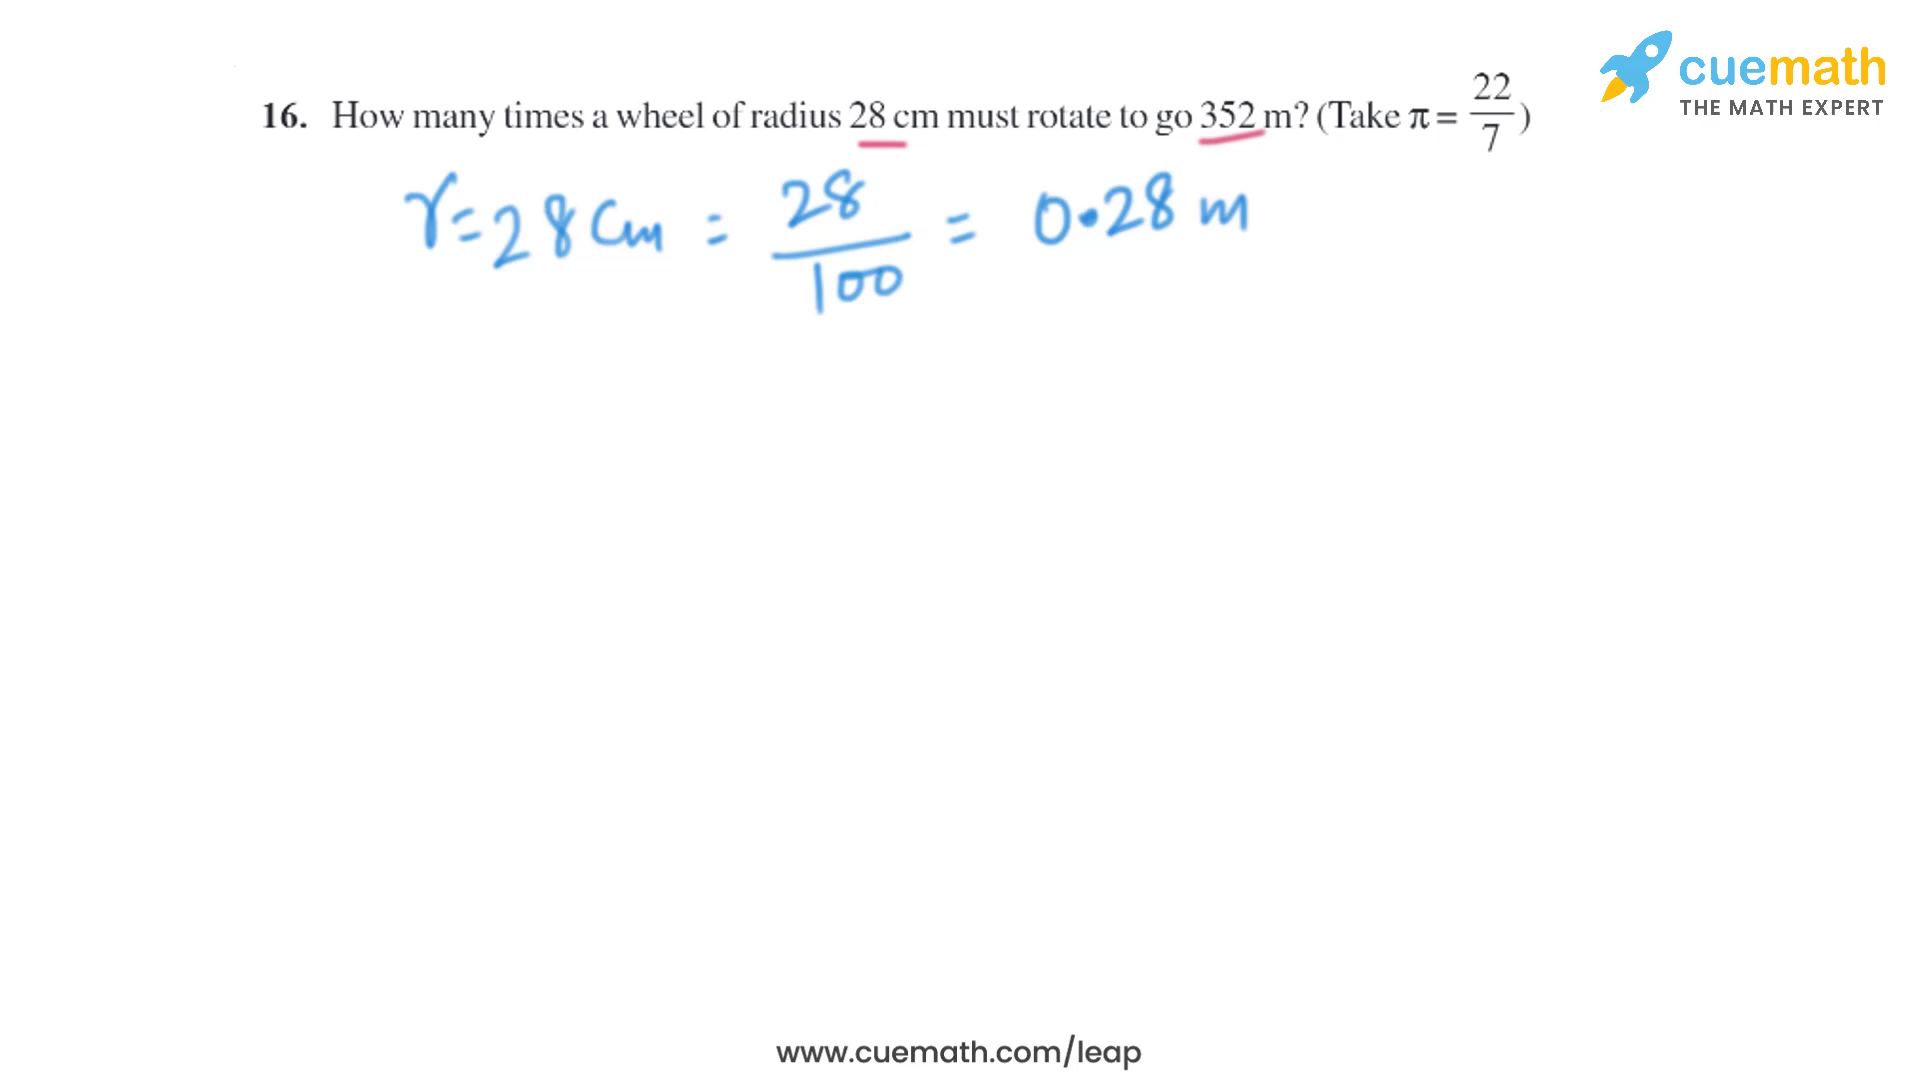 cuemath
THE MATH EXPERT
16. How many times a wheel of radius 28 cm must rotate to go 352 m? (Take π = 22/7)
r = 28 cm = 28/100 = 0.28 m
www.cuemath.com/leap